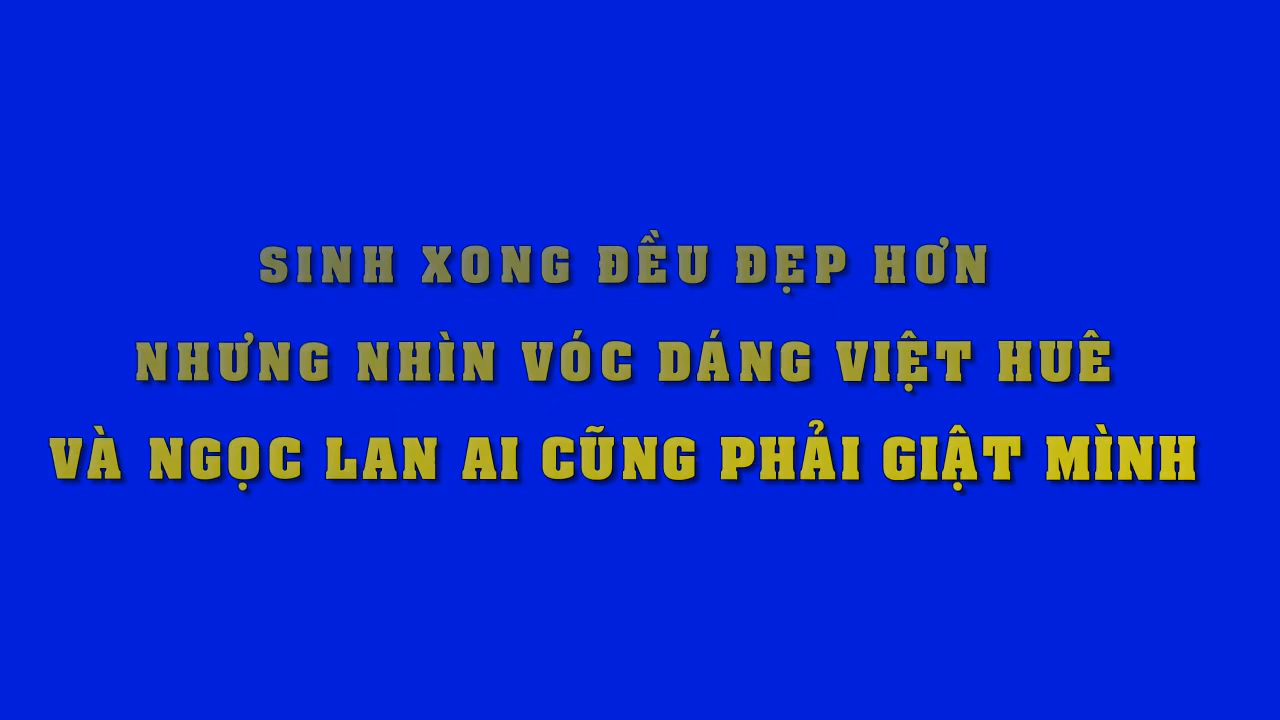 SINH XONG ĐỀU ĐẸP HƠN
NHƯNG NHÌN VÓC DÁNG VIỆT HUÊ
VÀ NGỌC LAN AI CŨNG PHẢI GIẬT MÌNH